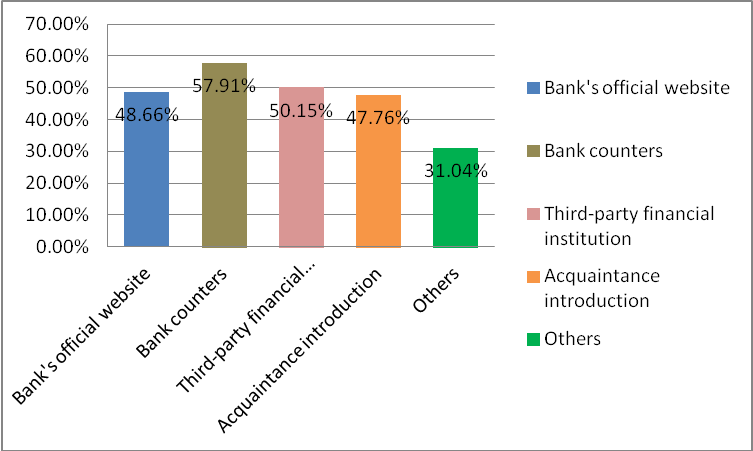 70.00%
60.00%
50.00%
40.00%
30.00%
20.00%
10.00%
0.00%
48.66%
57.91%
50.15%
47.76%
31.04%
Bank's official website
Bank counters
Third-party financial...
Acquaintance introduction
Others
Bank's official website
Bank counters
Third-party financial
institution
Acquaintance
introduction
Others